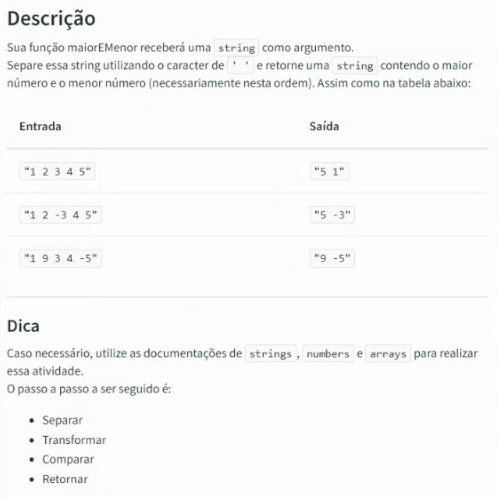 Descrição
Sua função maiorEMenor receberá uma string como argumento.
Separe essa string utilizando o caracter de ' ' e retorne uma string contendo o maior
número e o menor número (necessariamente nesta ordem). Assim como na tabela abaixo:
Entrada Saída
"1 2 3 4 5" "5 1"
"1 2 -3 4 5" "5 -3"
"1 9 3 4 -5" "9 -5"
Dica
Caso necessário, utilize as documentações de strings, numbers e arrays para realizar
essa atividade.
O passo a passo a ser seguido é:
• Separar
• Transformar
• Comparar
• Retornar